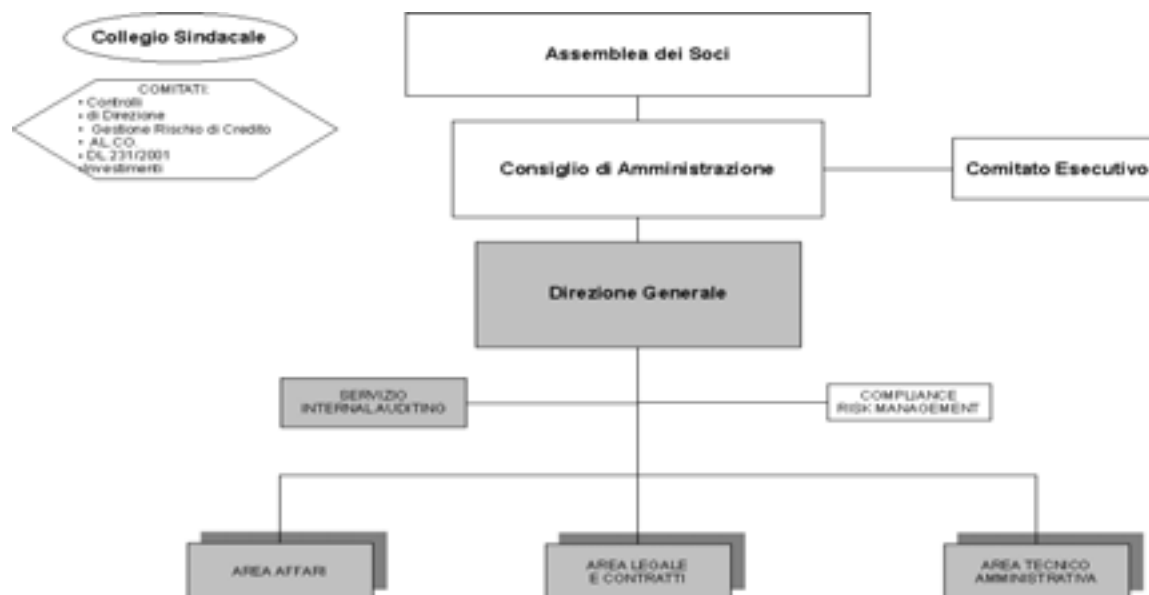 Collegio Sindacale
Assemblea dei Soci
COMITATI:
• Controlli
• di Direzione
• Gestione Rischio di Credito
• AL.CO.
• DL 231/2001
•Investimenti
Consiglio di Amministrazione
Comitato Esecutivo
Direzione Generale
SERVIZIO
INTERNAL AUDITING
COMPLIANCE
RISK MANAGEMENT
AREA AFFARI
AREA LEGALE
E CONTRATTI
AREA TECNICO
AMMINISTRATIVA